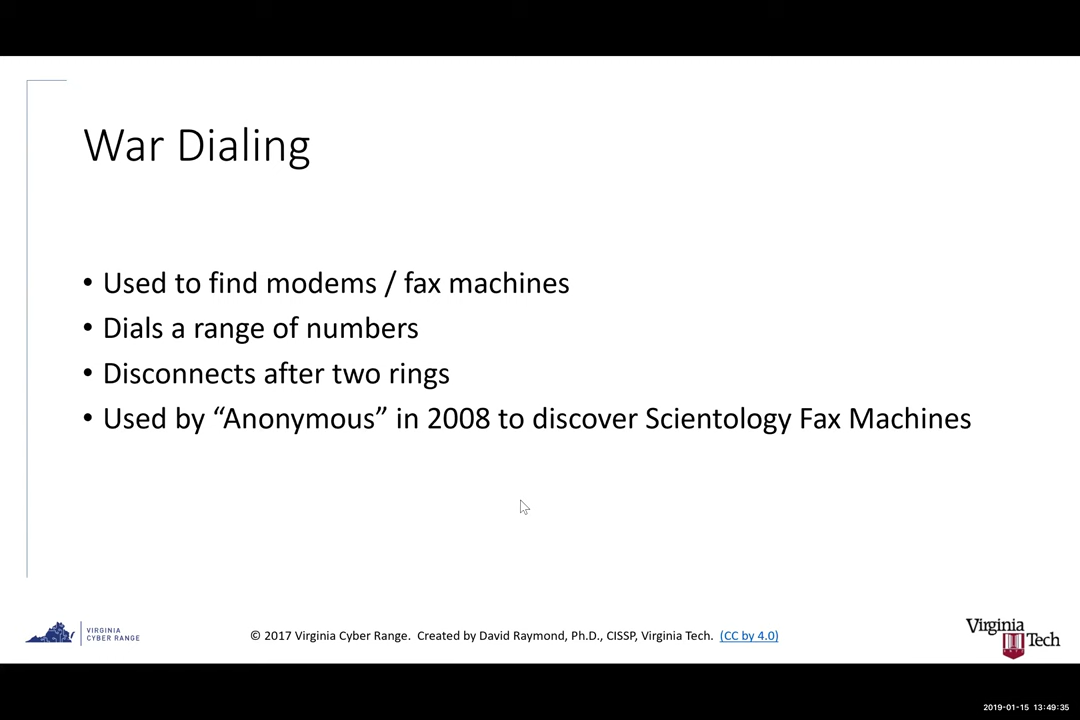 War Dialing
• Used to find modems / fax machines
• Dials a range of numbers
• Disconnects after two rings
• Used by “Anonymous” in 2008 to discover Scientology Fax Machines
VIRGINIA
CYBER RANGE
© 2017 Virginia Cyber Range. Created by David Raymond, Ph.D., CISSP, Virginia Tech. (CC by 4.0)
Virginia
Tech
2019-01-15 13:49:35